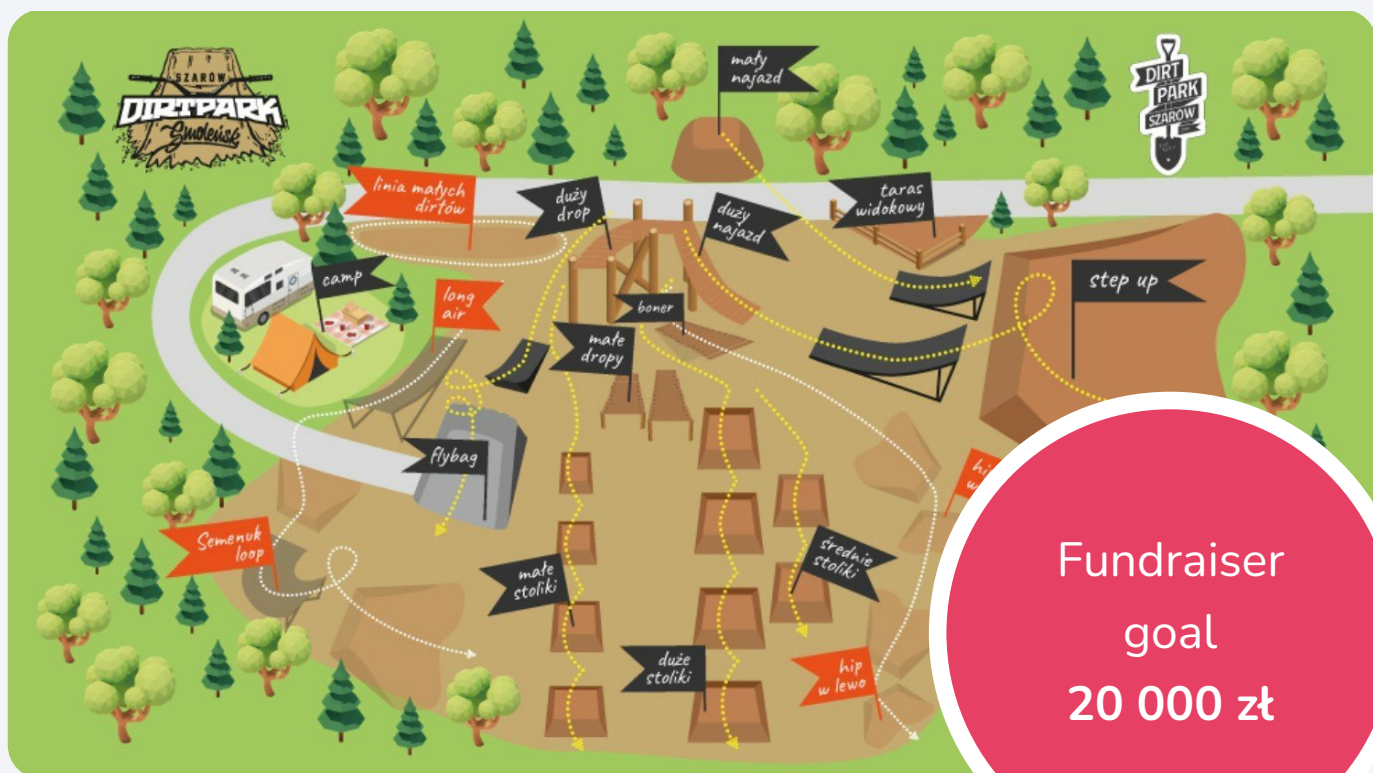 SZARÓW
DIRTPARK
Smoleńsk
mały
najazd
DIRT
PARK
SZARÓW
linia małych
dirtów
duży
drop
duży
najazd
taras
widokowy
camp
long
air
boner
step up
małe
dropy
flybag
Semenuk
loop
małe
stoliki
średnie
stoliki
duże
stoliki
hip
w lewo
Fundraiser
goal
20 000 zł